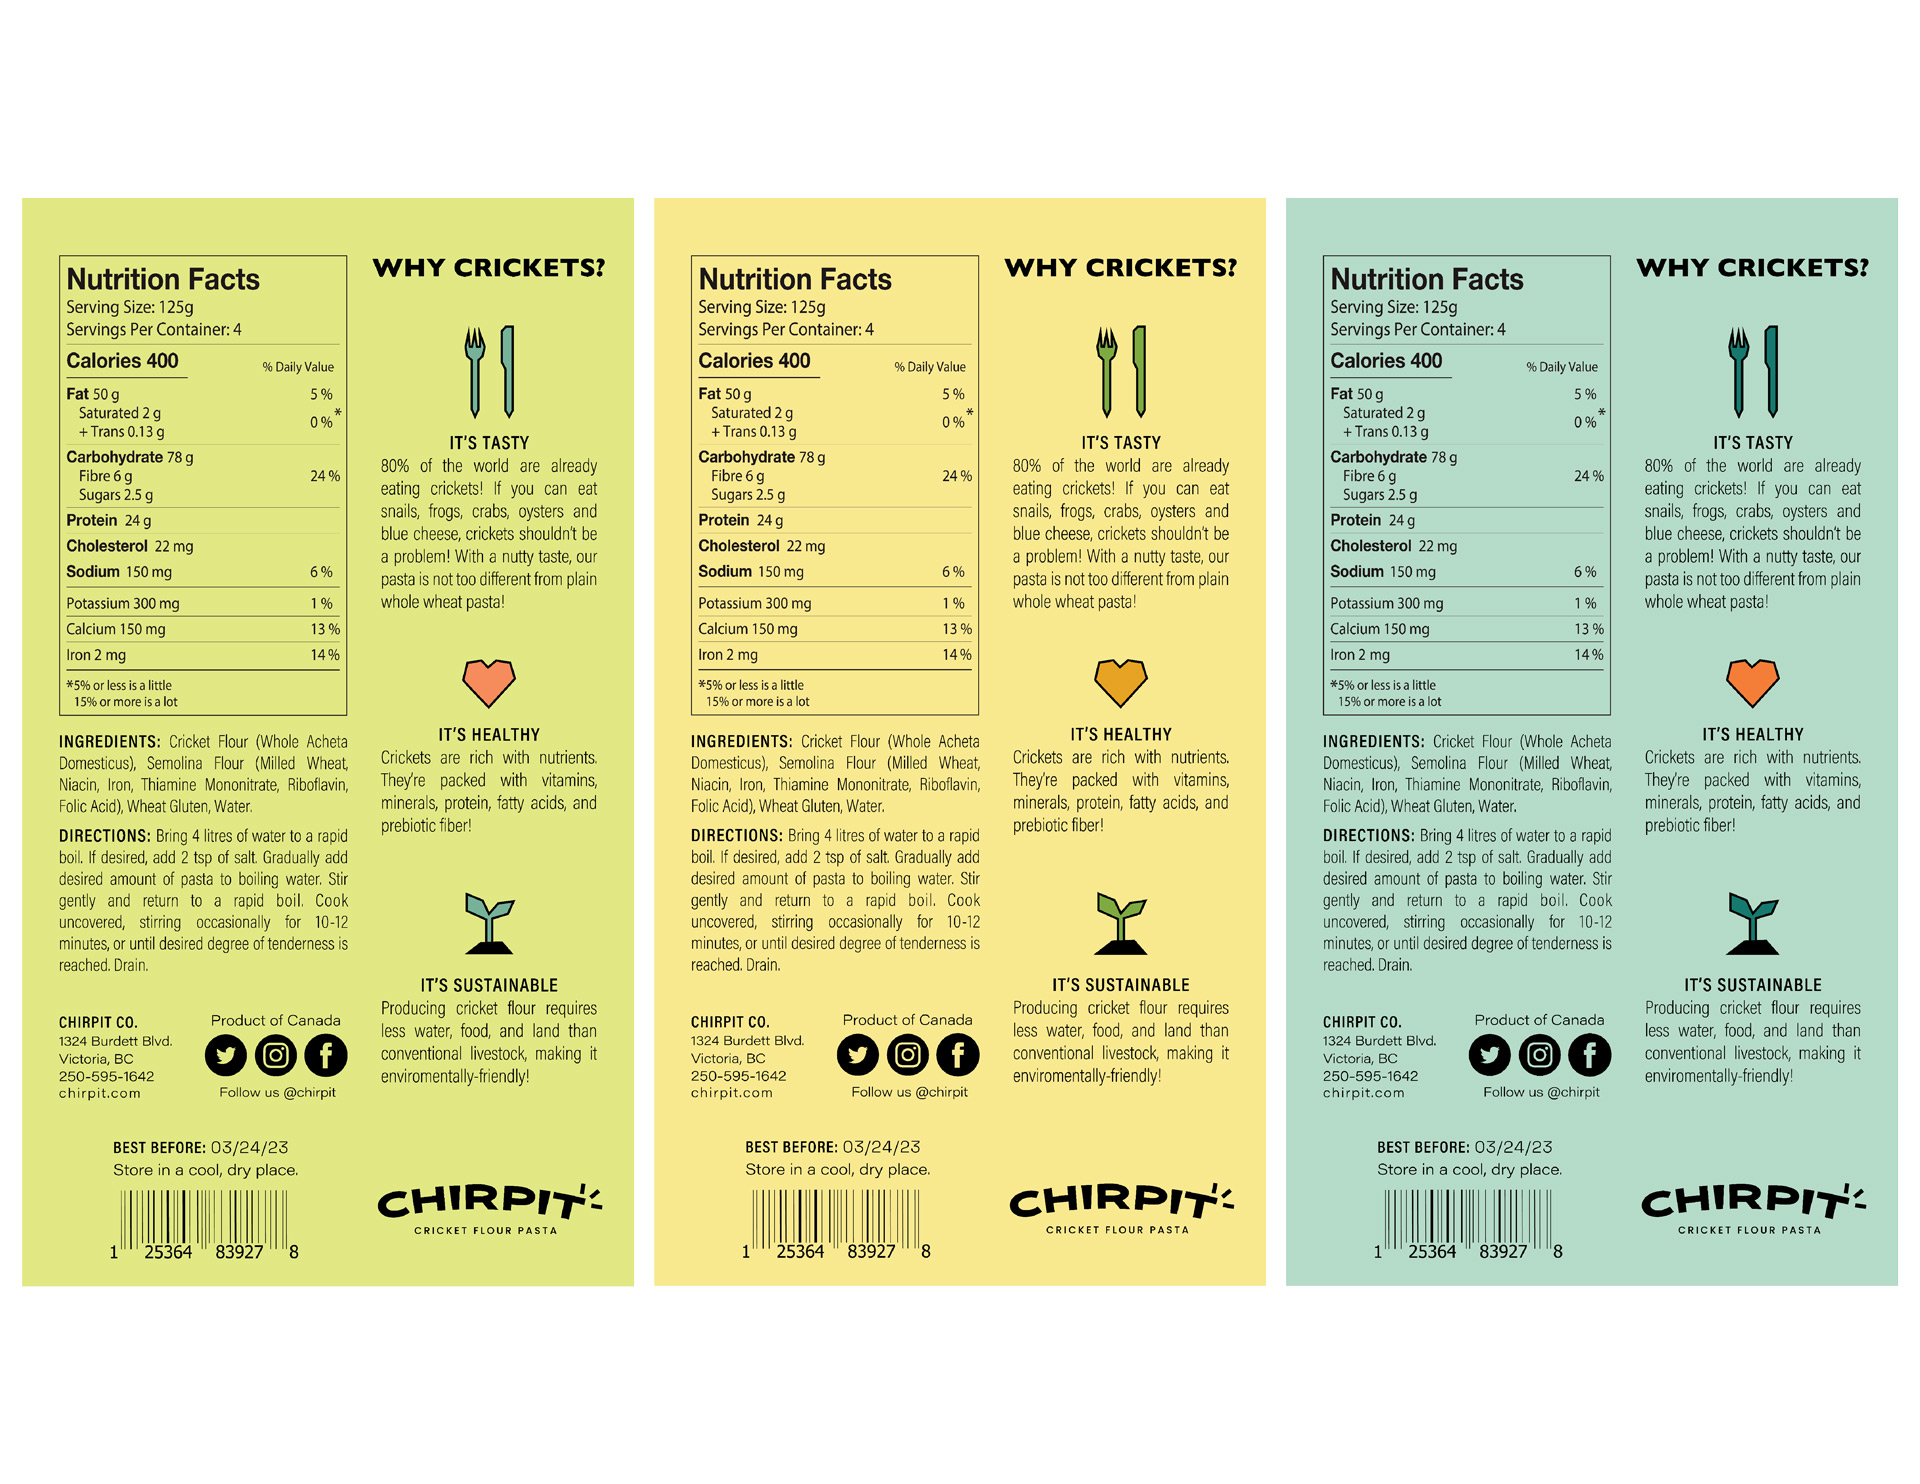 Nutrition Facts
Serving Size: 125g
Servings Per Container: 4
Calories 400
% Daily Value
Fat 50 g 5 %
Saturated 2 g
+ Trans 0.13 g
0 % *
Carbohydrate 78 g
Fibre 6 g 24 %
Sugars 2.5 g
Protein 24 g
Cholesterol 22 mg
Sodium 150 mg 6 %
Potassium 300 mg 1 %
Calcium 150 mg 13 %
Iron 2 mg 14 %
*5% or less is a little
15% or more is a lot
INGREDIENTS: Cricket Flour (Whole Acheta
Domesticus), Semolina Flour (Milled Wheat,
Niacin, Iron, Thiamine Mononitrate, Riboflavin,
Folic Acid), Wheat Gluten, Water.
DIRECTIONS: Bring 4 litres of water to a rapid
boil. If desired, add 2 tsp of salt. Gradually add
desired amount of pasta to boiling water. Stir
gently and return to a rapid boil. Cook
uncovered, stirring occasionally for 10-12
minutes, or until desired degree of tenderness is
reached. Drain.
CHIRPIT CO.
1324 Burdett Blvd.
Victoria, BC
250-595-1642
chirpit.com
Product of Canada
Follow us @chirpit
BEST BEFORE: 03/24/23
Store in a cool, dry place.
1 25364 83927 8
WHY CRICKETS?
IT'S TASTY
80% of the world are already
eating crickets! If you can eat
snails, frogs, crabs, oysters and
blue cheese, crickets shouldn't be
a problem! With a nutty taste, our
pasta is not too different from plain
whole wheat pasta!
IT'S HEALTHY
Crickets are rich with nutrients.
They're packed with vitamins,
minerals, protein, fatty acids, and
prebiotic fiber!
IT'S SUSTAINABLE
Producing cricket flour requires
less water, food, and land than
conventional livestock, making it
enviromentally-friendly!
CHIRPIT
CRICKET FLOUR PASTA
Nutrition Facts
Serving Size: 125g
Servings Per Container: 4
Calories 400
% Daily Value
Fat 50 g 5 %
Saturated 2 g
+ Trans 0.13 g
0 % *
Carbohydrate 78 g
Fibre 6 g 24 %
Sugars 2.5 g
Protein 24 g
Cholesterol 22 mg
Sodium 150 mg 6 %
Potassium 300 mg 1 %
Calcium 150 mg 13 %
Iron 2 mg 14 %
*5% or less is a little
15% or more is a lot
INGREDIENTS: Cricket Flour (Whole Acheta
Domesticus), Semolina Flour (Milled Wheat,
Niacin, Iron, Thiamine Mononitrate, Riboflavin,
Folic Acid), Wheat Gluten, Water.
DIRECTIONS: Bring 4 litres of water to a rapid
boil. If desired, add 2 tsp of salt. Gradually add
desired amount of pasta to boiling water. Stir
gently and return to a rapid boil. Cook
uncovered, stirring occasionally for 10-12
minutes, or until desired degree of tenderness is
reached. Drain.
CHIRPIT CO.
1324 Burdett Blvd.
Victoria, BC
250-595-1642
chirpit.com
Product of Canada
Follow us @chirpit
BEST BEFORE: 03/24/23
Store in a cool, dry place.
1 25364 83927 8
WHY CRICKETS?
IT'S TASTY
80% of the world are already
eating crickets! If you can eat
snails, frogs, crabs, oysters and
blue cheese, crickets shouldn't be
a problem! With a nutty taste, our
pasta is not too different from plain
whole wheat pasta!
IT'S HEALTHY
Crickets are rich with nutrients.
They're packed with vitamins,
minerals, protein, fatty acids, and
prebiotic fiber!
IT'S SUSTAINABLE
Producing cricket flour requires
less water, food, and land than
conventional livestock, making it
enviromentally-friendly!
CHIRPIT
CRICKET FLOUR PASTA
Nutrition Facts
Serving Size: 125g
Servings Per Container: 4
Calories 400
% Daily Value
Fat 50 g 5 %
Saturated 2 g
+ Trans 0.13 g
0 % *
Carbohydrate 78 g
Fibre 6 g 24 %
Sugars 2.5 g
Protein 24 g
Cholesterol 22 mg
Sodium 150 mg 6 %
Potassium 300 mg 1 %
Calcium 150 mg 13 %
Iron 2 mg 14 %
*5% or less is a little
15% or more is a lot
INGREDIENTS: Cricket Flour (Whole Acheta
Domesticus), Semolina Flour (Milled Wheat,
Niacin, Iron, Thiamine Mononitrate, Riboflavin,
Folic Acid), Wheat Gluten, Water.
DIRECTIONS: Bring 4 litres of water to a rapid
boil. If desired, add 2 tsp of salt. Gradually add
desired amount of pasta to boiling water. Stir
gently and return to a rapid boil. Cook
uncovered, stirring occasionally for 10-12
minutes, or until desired degree of tenderness is
reached. Drain.
CHIRPIT CO.
1324 Burdett Blvd.
Victoria, BC
250-595-1642
chirpit.com
Product of Canada
Follow us @chirpit
BEST BEFORE: 03/24/23
Store in a cool, dry place.
1 25364 83927 8
WHY CRICKETS?
IT'S TASTY
80% of the world are already
eating crickets! If you can eat
snails, frogs, crabs, oysters and
blue cheese, crickets shouldn't be
a problem! With a nutty taste, our
pasta is not too different from plain
whole wheat pasta!
IT'S HEALTHY
Crickets are rich with nutrients.
They're packed with vitamins,
minerals, protein, fatty acids, and
prebiotic fiber!
IT'S SUSTAINABLE
Producing cricket flour requires
less water, food, and land than
conventional livestock, making it
enviromentally-friendly!
CHIRPIT
CRICKET FLOUR PASTA